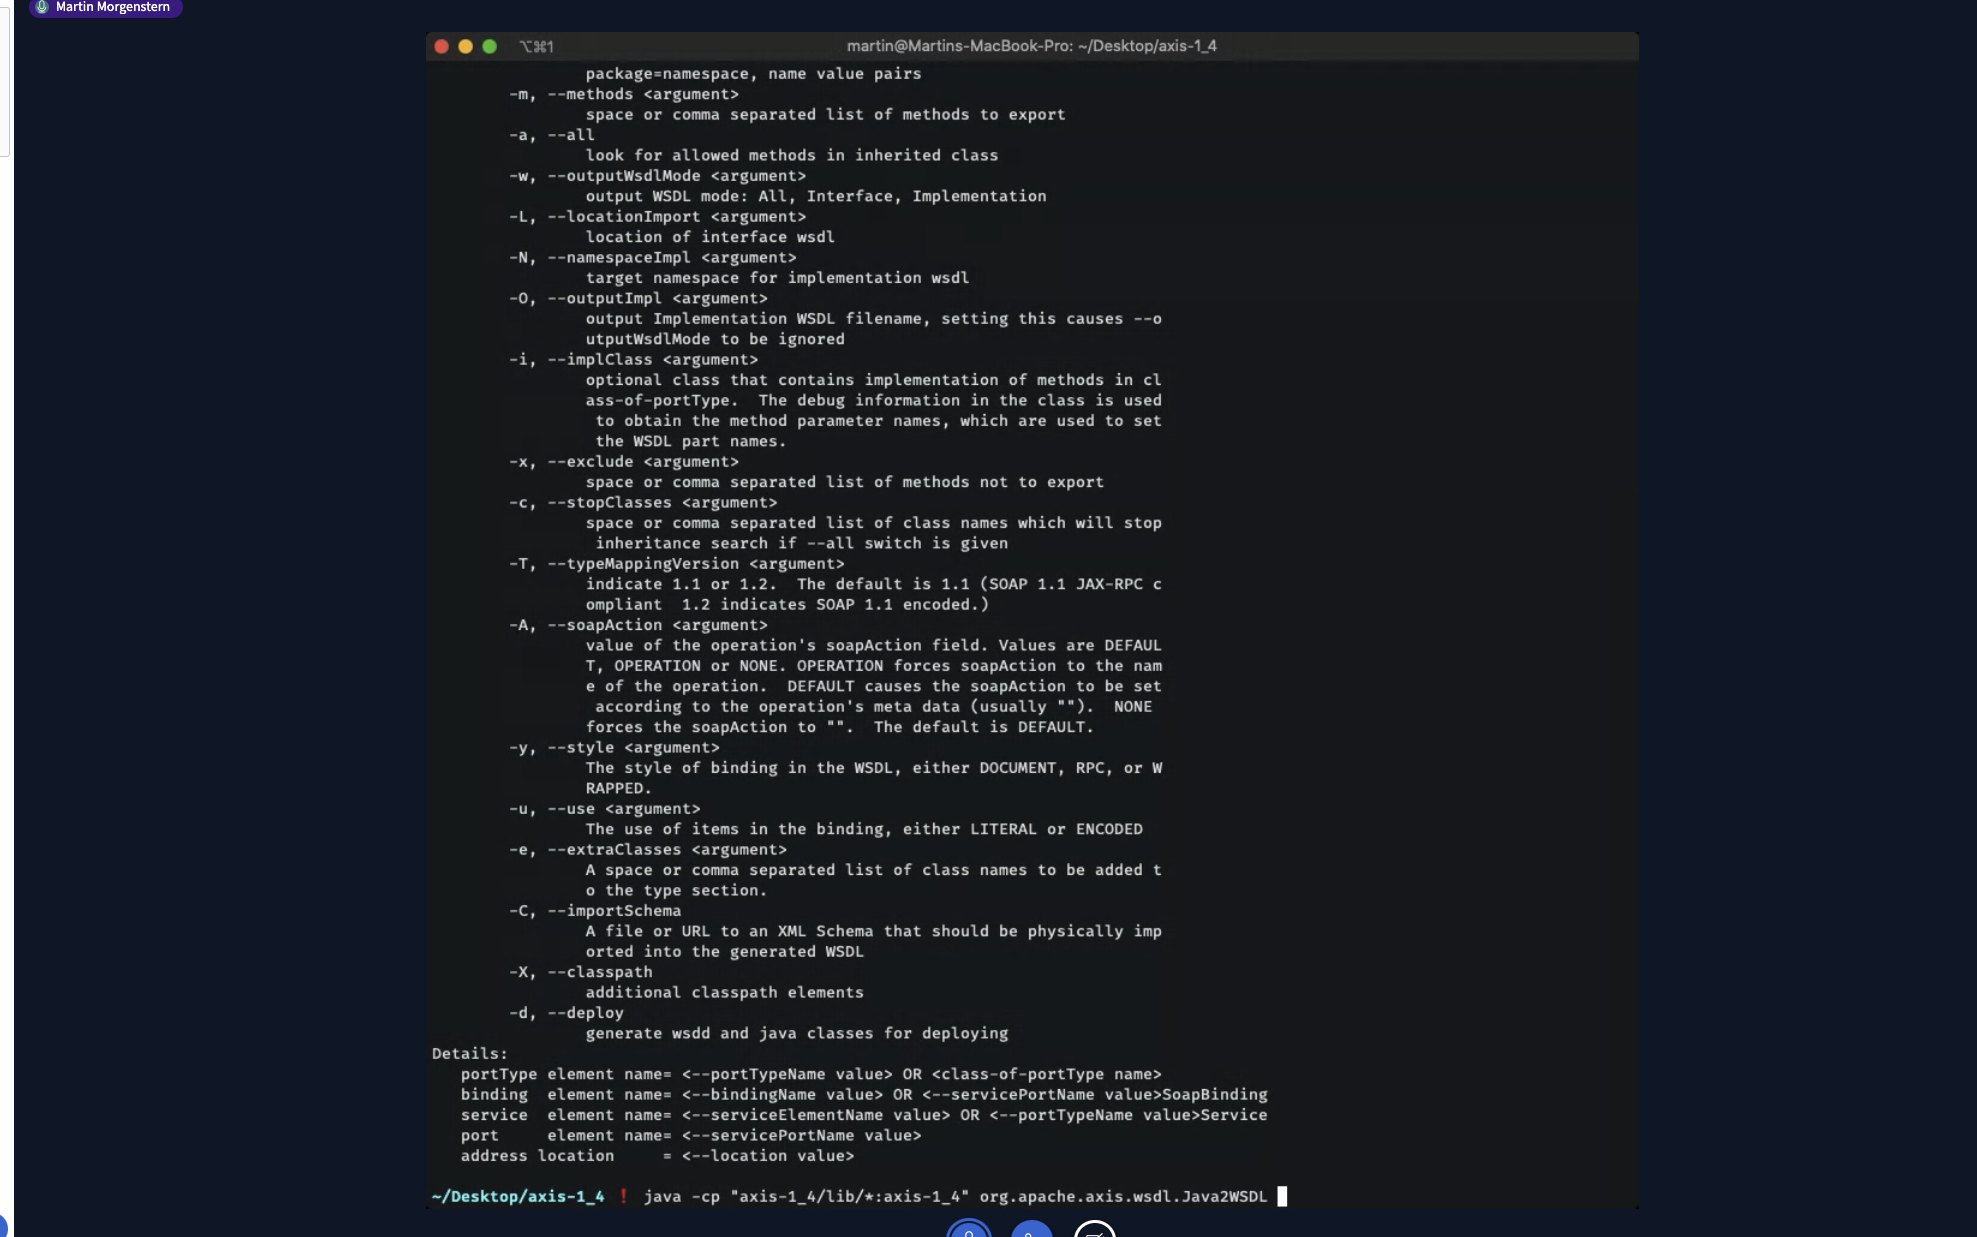 Martin Morgenstern
⌥⌘1
martin@Martins-MacBook-Pro: ~/Desktop/axis-1_4
package=namespace, name value pairs
-m, --methods <argument>
space or comma separated list of methods to export
-a, --all
look for allowed methods in inherited class
-w, --outputWsdlMode <argument>
output WSDL mode: All, Interface, Implementation
-L, --locationImport <argument>
location of interface wsdl
-N, --namespaceImpl <argument>
target namespace for implementation wsdl
-O, --outputImpl <argument>
output Implementation WSDL filename, setting this causes --o
utputWsdlMode to be ignored
-i, --implClass <argument>
optional class that contains implementation of methods in cl
ass-of-portType.  The debug information in the class is used
to obtain the method parameter names, which are used to set
the WSDL part names.
-x, --exclude <argument>
space or comma separated list of methods not to export
-c, --stopClasses <argument>
space or comma separated list of class names which will stop
inheritance search if --all switch is given
-T, --typeMappingVersion <argument>
indicate 1.1 or 1.2.  The default is 1.1 (SOAP 1.1 JAX-RPC c
ompliant  1.2 indicates SOAP 1.1 encoded.)
-A, --soapAction <argument>
value of the operation's soapAction field. Values are DEFAUL
T, OPERATION or NONE. OPERATION forces soapAction to the nam
e of the operation.  DEFAULT causes the soapAction to be set
according to the operation's meta data (usually "").  NONE
forces the soapAction to "".  The default is DEFAULT.
-y, --style <argument>
The style of binding in the WSDL, either DOCUMENT, RPC, or W
RAPPED.
-u, --use <argument>
The use of items in the binding, either LITERAL or ENCODED
-e, --extraClasses <argument>
A space or comma separated list of class names to be added t
o the type section.
-C, --importSchema
A file or URL to an XML Schema that should be physically imp
orted into the generated WSDL
-X, --classpath
additional classpath elements
-d, --deploy
generate wsdd and java classes for deploying
Details:
portType element name= <--portTypeName value> OR <class-of-portType name>
binding  element name= <--bindingName value> OR <--servicePortName value>SoapBinding
service  element name= <--serviceElementName value> OR <--portTypeName value>Service
port     element name= <--servicePortName value>
address location     = <--location value>
~/Desktop/axis-1_4 ! java -cp "axis-1_4/lib/*:axis-1_4" org.apache.axis.wsdl.Java2WSDL